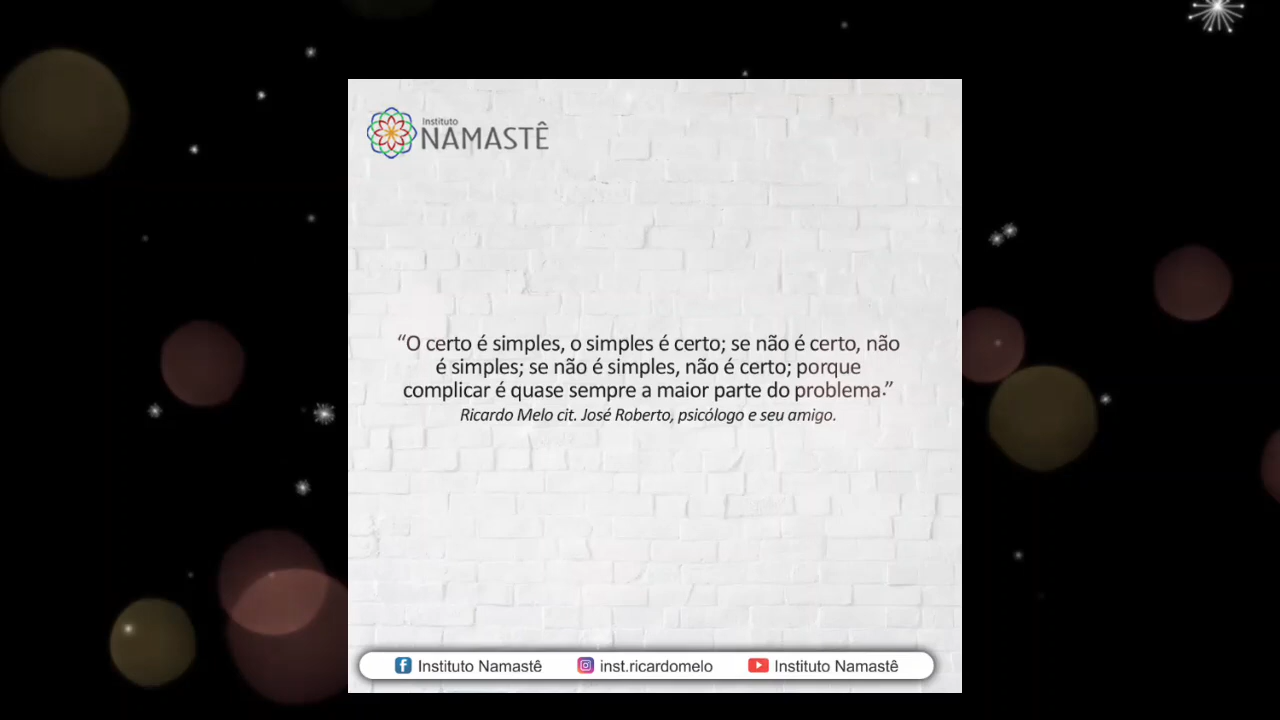 Instituto
NAMASTÊ
“O certo é simples, o simples é certo; se não é certo, não
é simples; se não é simples, não é certo; porque
complicar é quase sempre a maior parte do problema.”
Ricardo Melo cit. José Roberto, psicólogo e seu amigo.
Instituto Namastê inst.ricardomelo Instituto Namastê